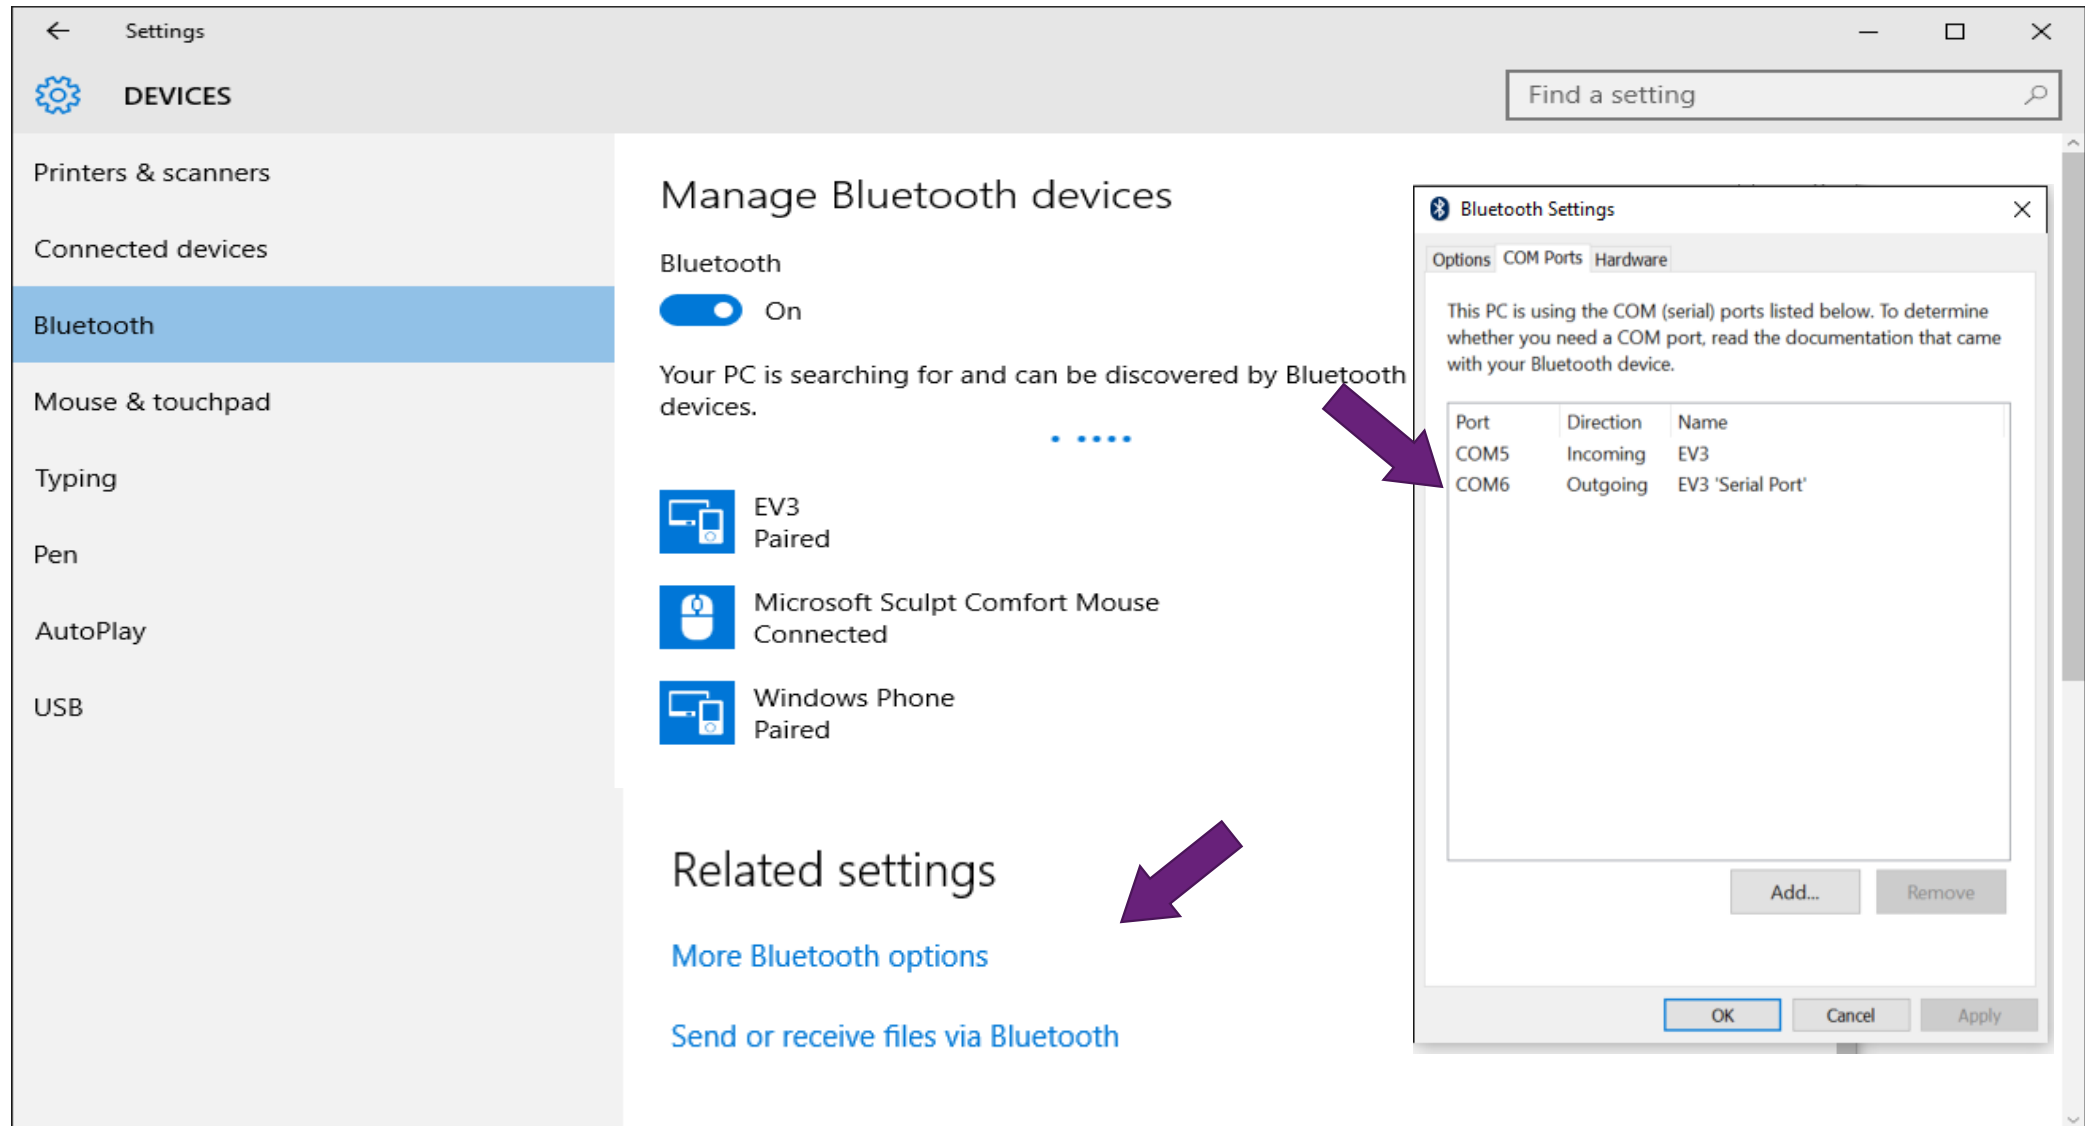 Settings
DEVICES
Find a setting
Printers & scanners
Connected devices
Bluetooth
Mouse & touchpad
Typing
Pen
AutoPlay
USB
Manage Bluetooth devices
Bluetooth
On
Your PC is searching for and can be discovered by Bluetooth
devices.
EV3
Paired
Microsoft Sculpt Comfort Mouse
Connected
Windows Phone
Paired
Related settings
More Bluetooth options
Send or receive files via Bluetooth
Bluetooth Settings
Options COM Ports Hardware
This PC is using the COM (serial) ports listed below. To determine
whether you need a COM port, read the documentation that came
with your Bluetooth device.
Port Direction Name
COM5 Incoming EV3
COM6 Outgoing EV3 'Serial Port'
Add... Remove
OK Cancel Apply